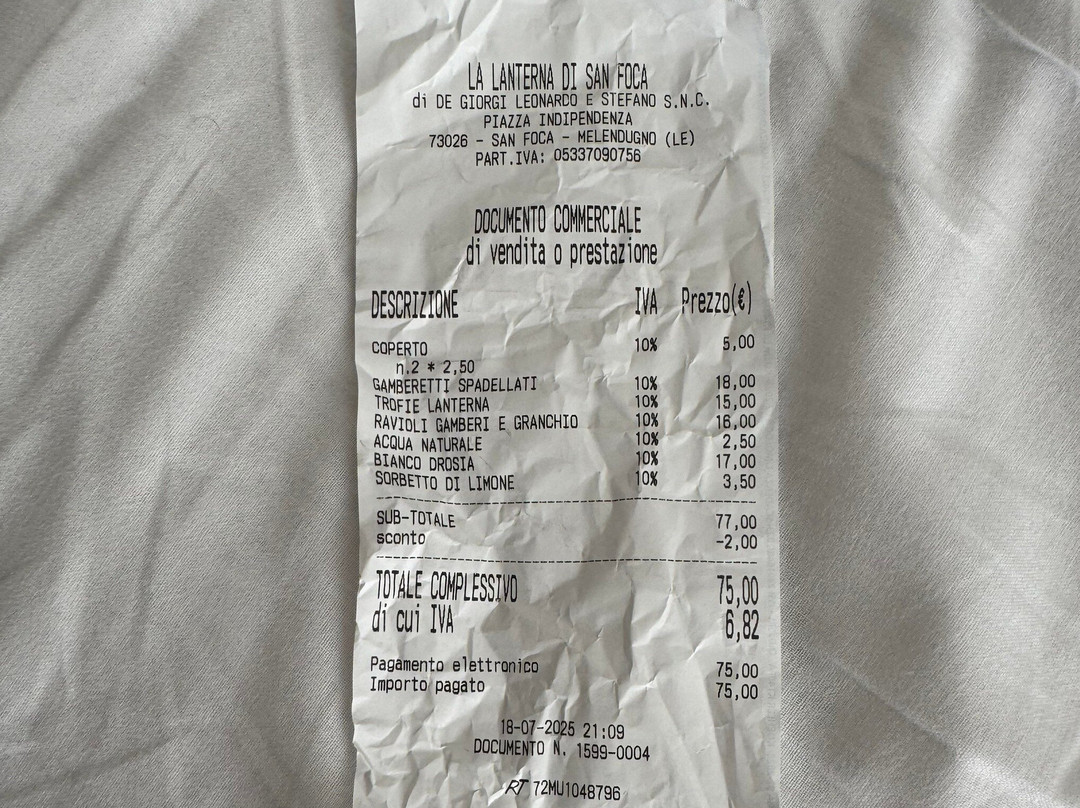 LA LANTERNA DI SAN FOCA
di DE GIORGI LEONARDO E STEFANO S.N.C.
PIAZZA INDIPENDENZA
73026 - SAN FOCA - MELENDUGNO (LE)
PART.IVA: 05337090756
DOCUMENTO COMMERCIALE
di vendita o prestazione
DESCRIZIONE IVA Prezzo(€)
COPERTO 10% 5,00
n.2 * 2,50
GAMBERETTI SPADELLATI 10% 18,00
TROFIE LANTERNA 10% 15,00
RAVIOLI GAMBERI E GRANCHIO 10% 16,00
ACQUA NATURALE 10% 2,50
BIANCO DROSIA 10% 17,00
SORBETTO DI LIMONE 10% 3,50
SUB-TOTALE 77,00
sconto -2,00
TOTALE COMPLESSIVO 75,00
di cui IVA 6,82
Pagamento elettronico 75,00
Importo pagato 75,00
18-07-2025 21:09
DOCUMENTO N. 1599-0004
RT 72MU1048796